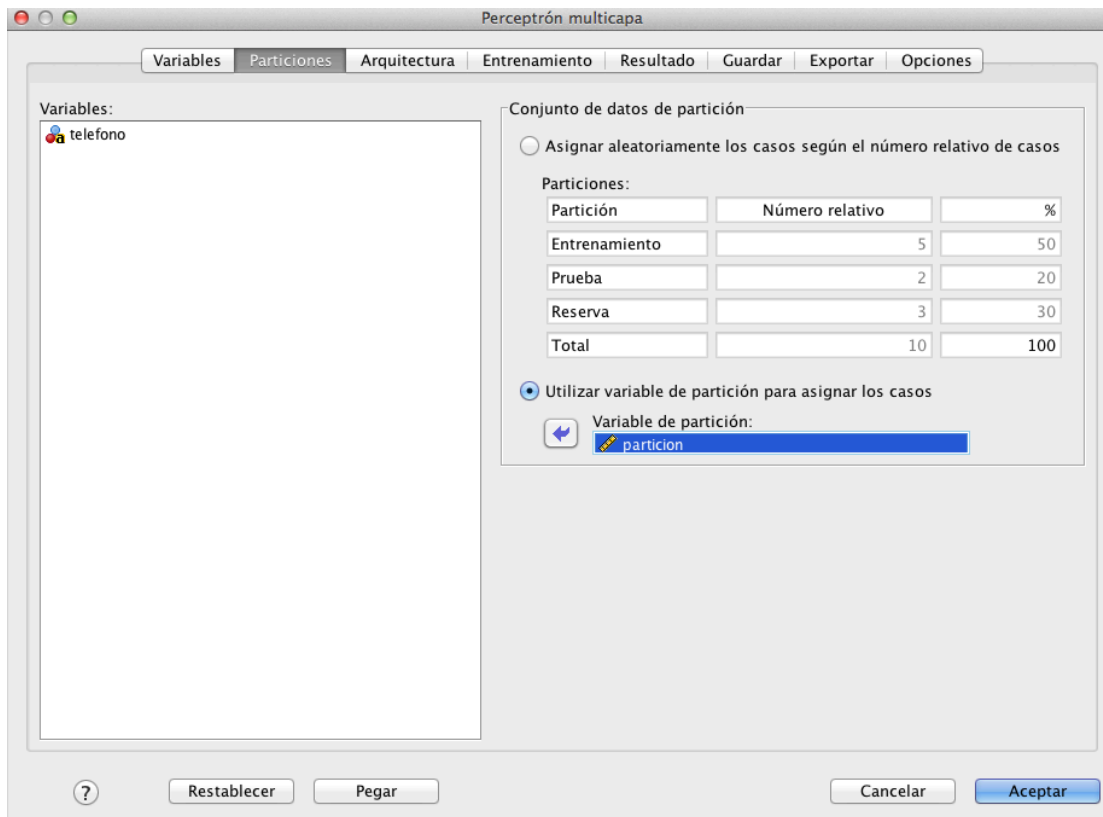 Perceptrón multicapa
Variables Particiones Arquitectura Entrenamiento Resultado Guardar Exportar Opciones
Variables:
telefono
Conjunto de datos de partición
Asignar aleatoriamente los casos según el número relativo de casos
Particiones:
Partición Número relativo %
Entrenamiento 5 50
Prueba 2 20
Reserva 3 30
Total 10 100
Utilizar variable de partición para asignar los casos
Variable de partición:
particion
? Restablecer Pegar Cancelar Aceptar